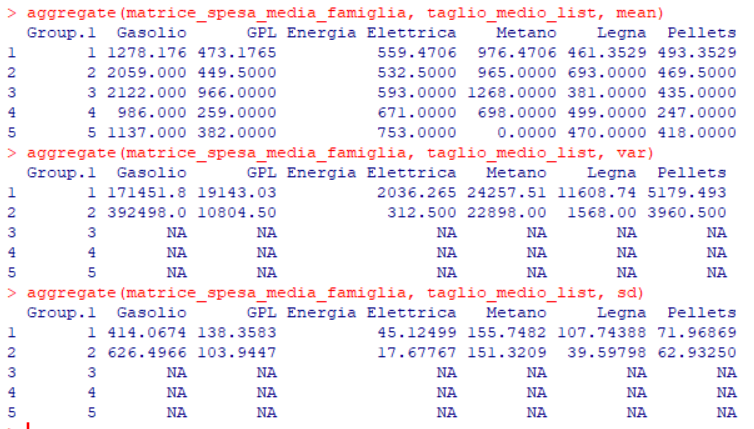 > aggregate(matrice_spesa_media_famiglia, taglio_medio_list, mean)
  Group.1  Gasolio      GPL Energia Elettrica    Metano    Legna  Pellets
1       1 1278.176 473.1765          559.4706  976.4706 461.3529 493.3529
2       2 2059.000 449.5000          532.5000  965.0000 693.0000 469.5000
3       3 2122.000 966.0000          593.0000 1268.0000 381.0000 435.0000
4       4  986.000 259.0000          671.0000  698.0000 499.0000 247.0000
5       5 1137.000 382.0000          753.0000    0.0000 470.0000 418.0000
> aggregate(matrice_spesa_media_famiglia, taglio_medio_list, var)
  Group.1  Gasolio      GPL Energia Elettrica   Metano    Legna  Pellets
1       1 171451.8 19143.03          2036.265 24257.51 11608.74 5179.493
2       2 392498.0 10804.50           312.500 22898.00  1568.00 3960.500
3       3       NA       NA                NA       NA       NA       NA
4       4       NA       NA                NA       NA       NA       NA
5       5       NA       NA                NA       NA       NA       NA
> aggregate(matrice_spesa_media_famiglia, taglio_medio_list, sd)
  Group.1  Gasolio      GPL Energia Elettrica   Metano     Legna  Pellets
1       1 414.0674 138.3583          45.12499 155.7482 107.74388 71.96869
2       2 626.4966 103.9447          17.67767 151.3209  39.59798 62.93250
3       3       NA       NA                NA       NA        NA       NA
4       4       NA       NA                NA       NA        NA       NA
5       5       NA       NA                NA       NA        NA       NA